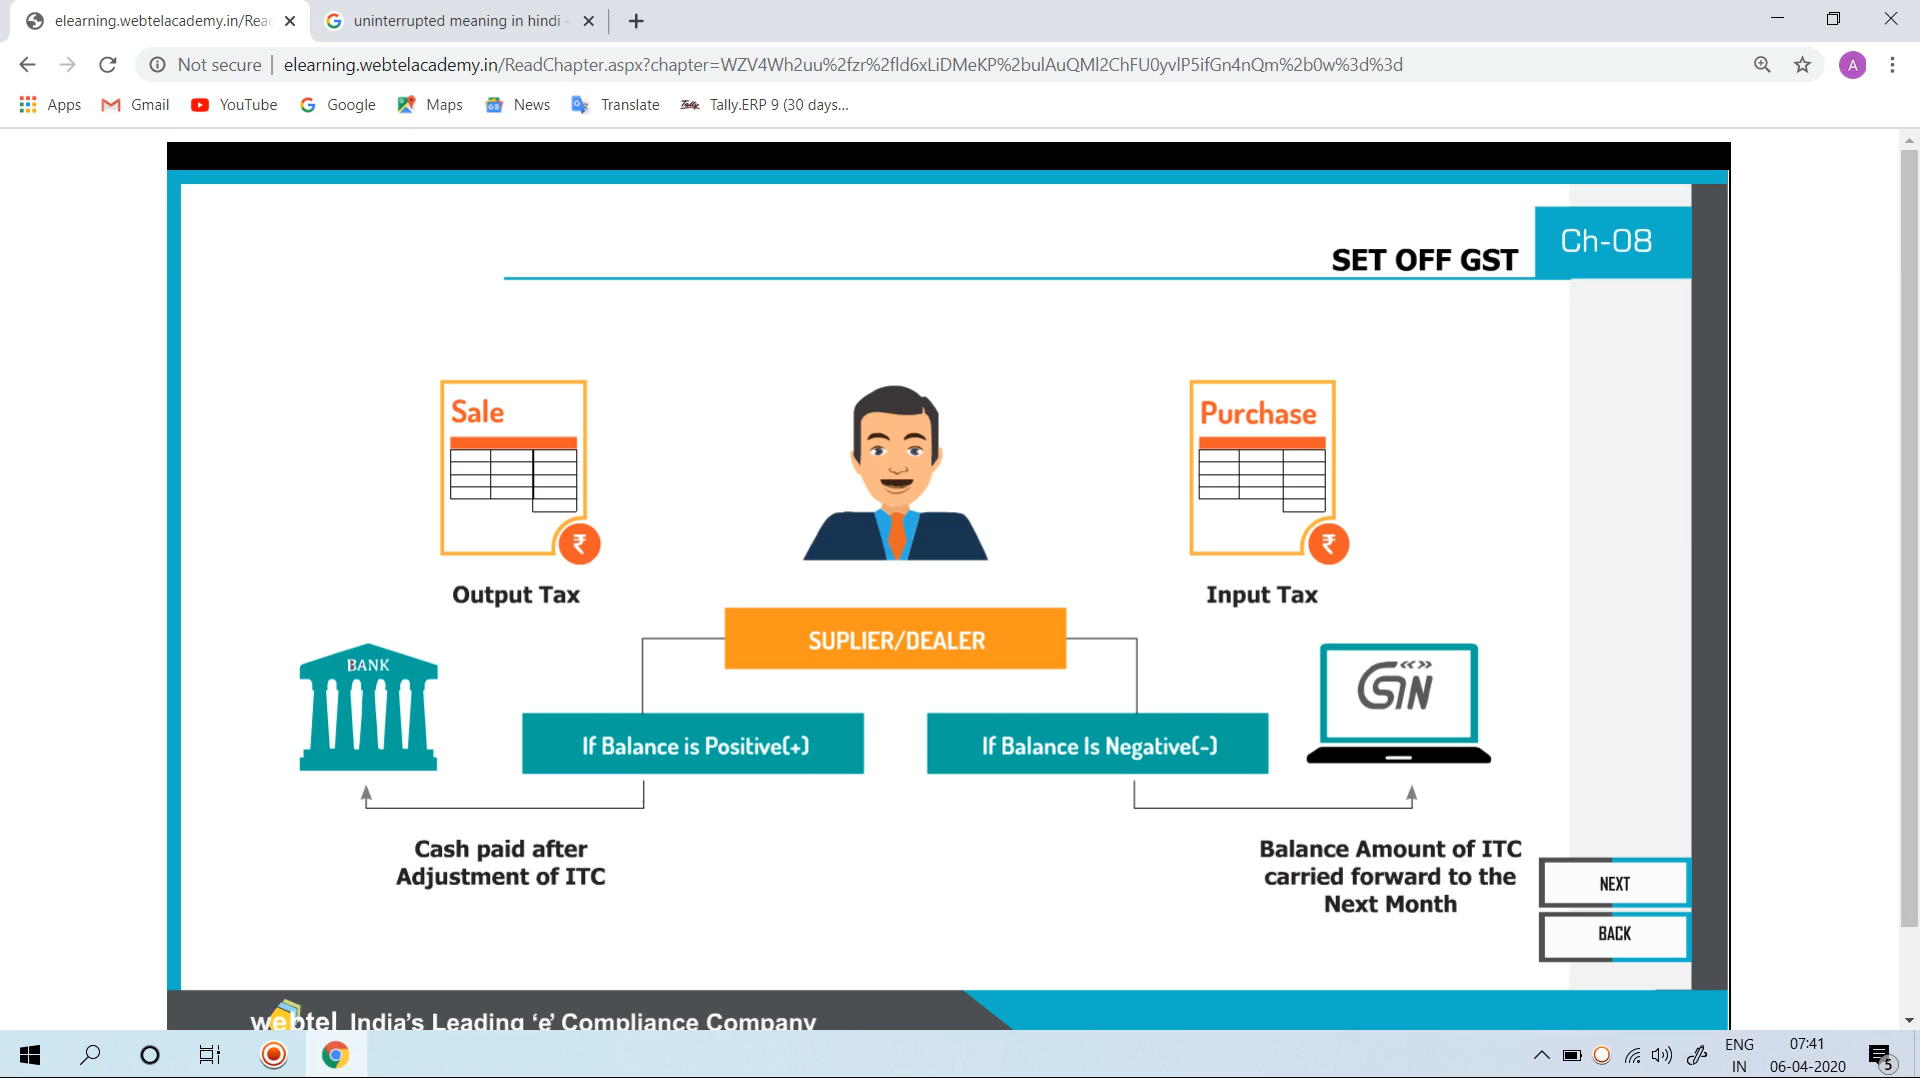 elearning.webtelacademy.in/Read
uninterrupted meaning in hindi -
Not secure
elearning.webtelacademy.in/ReadChapter.aspx?chapter=WZV4Wh2uu%2fzr%2fld6xLiDMeKP%2bulAuQMl2ChFU0yvlP5ifGn4nQm%2b0w%3d%3d
A
Apps
Gmail
YouTube
Google
Maps
News
Translate
Tally.ERP 9 (30 days...
SET OFF GST
Ch-08
Sale
Purchase
₹
₹
Output Tax
Input Tax
SUPLIER/DEALER
BANK
GSTN
If Balance is Positive(+)
If Balance Is Negative(-)
Cash paid after
Adjustment of ITC
Balance Amount of ITC
carried forward to the
Next Month
NEXT
BACK
webtel India's Leading 'e' Compliance Company
ENG
IN
07:41
06-04-2020
5